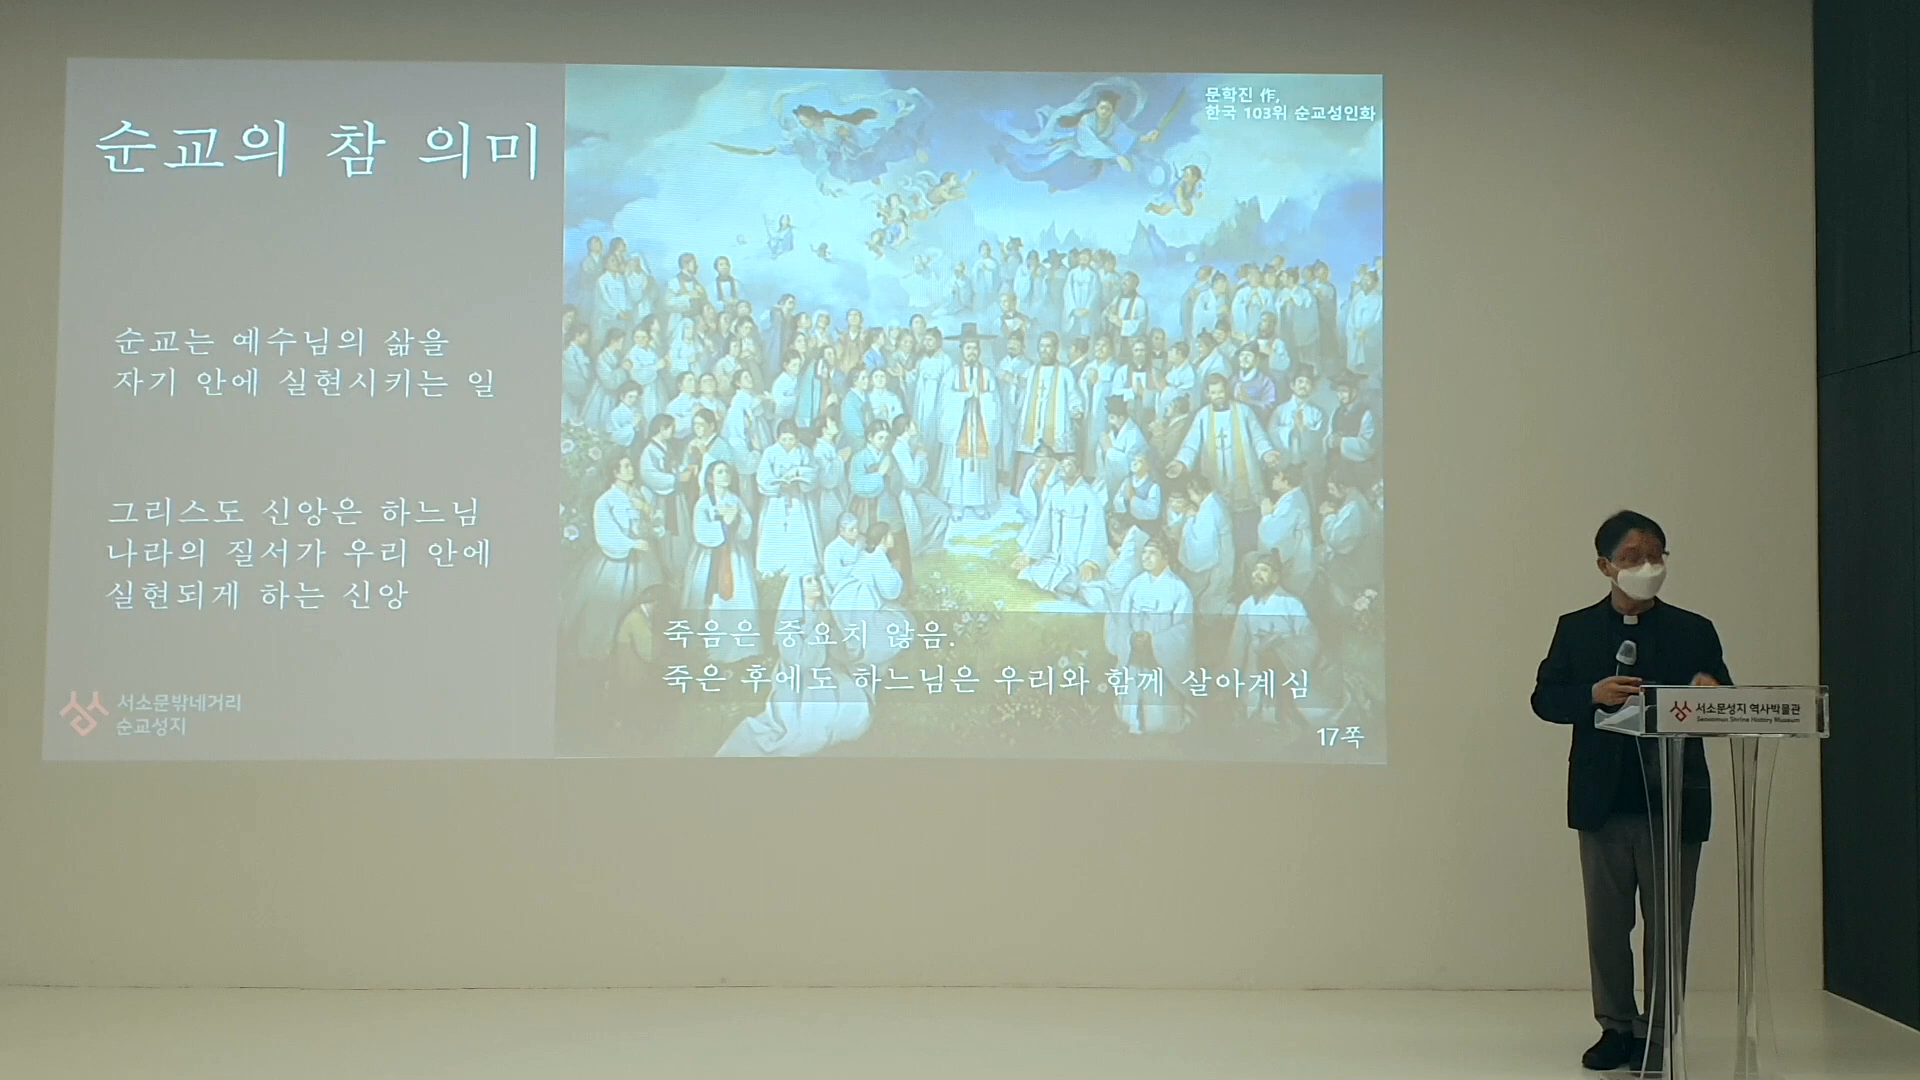 순교의 참 의미
순교는 예수님의 삶을
자기 안에 실현시키는 일
그리스도 신앙은 하느님
나라의 질서가 우리 안에
실현되게 하는 신앙
서소문밖네거리
순교성지
문학진 作,
한국 103위 순교성인화
죽음은 중요치 않음.
죽은 후에도 하느님은 우리와 함께 살아계심
17쪽
서소문성지 역사박물관
Seosomun Shrine History Museum